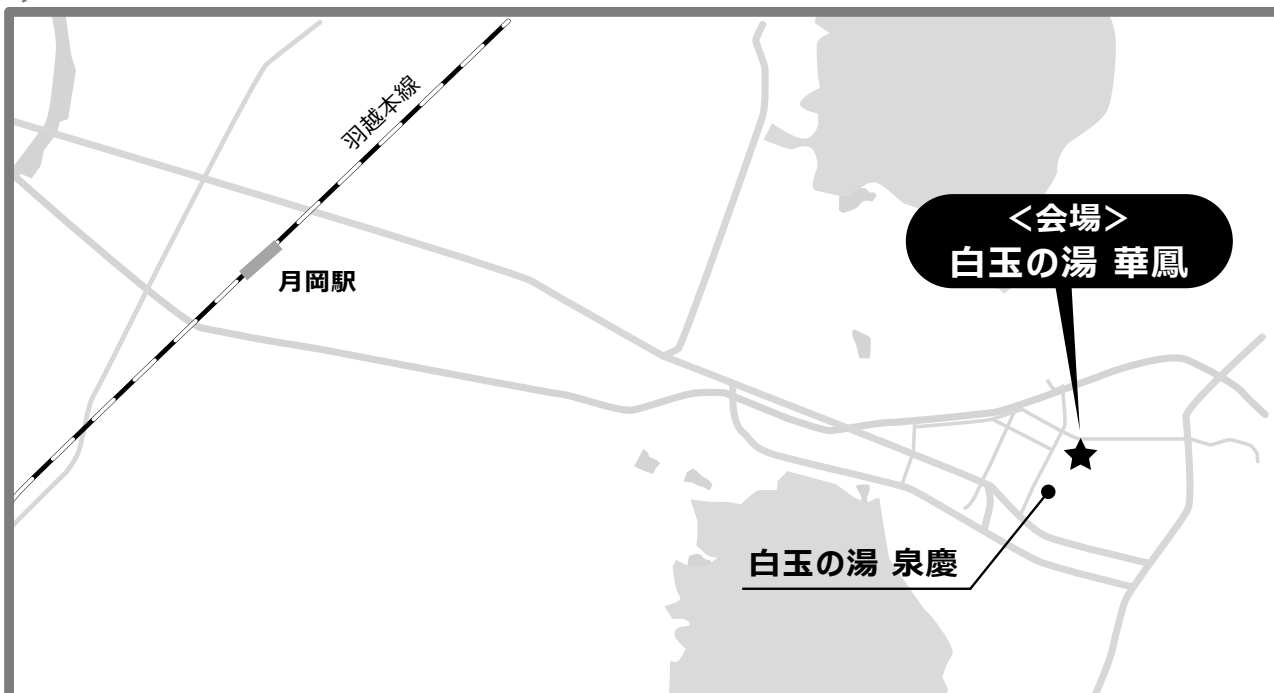 羽越本線
月岡駅
＜会場＞
白玉の湯 華鳳
白玉の湯 泉慶